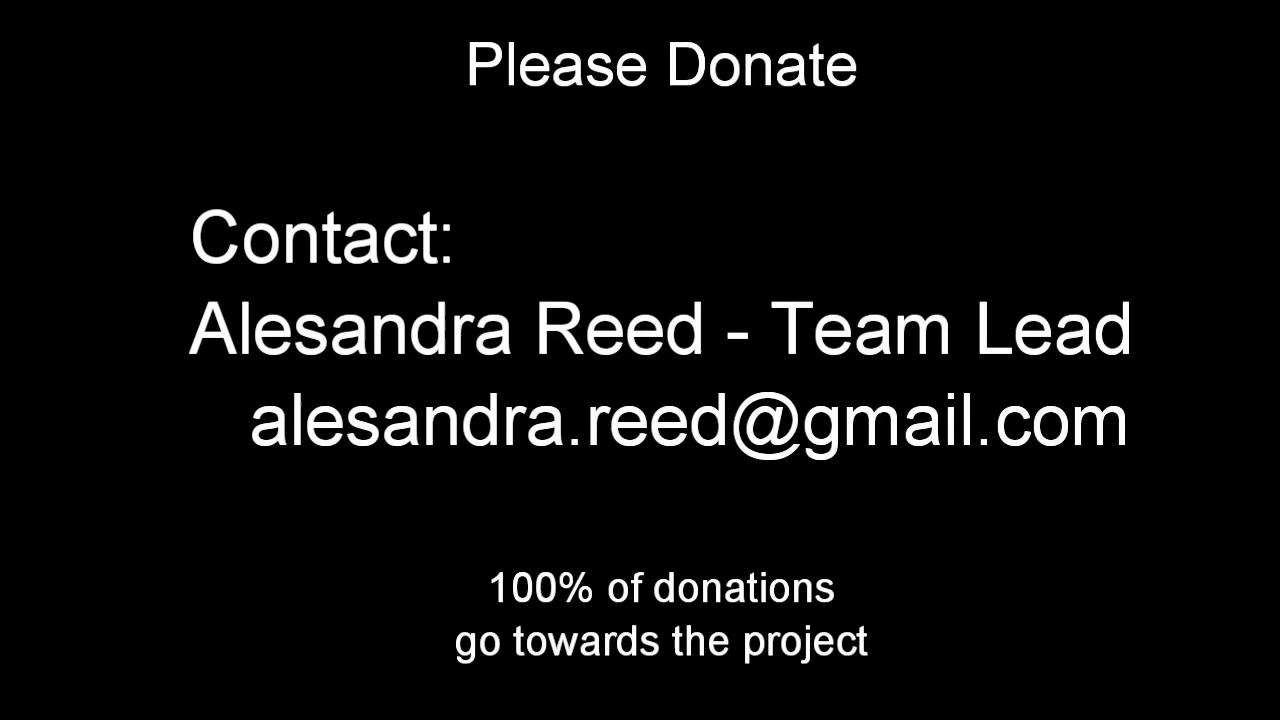 Please Donate
Contact:
Alesandra Reed - Team Lead
alesandra.reed@gmail.com
100% of donations
go towards the project